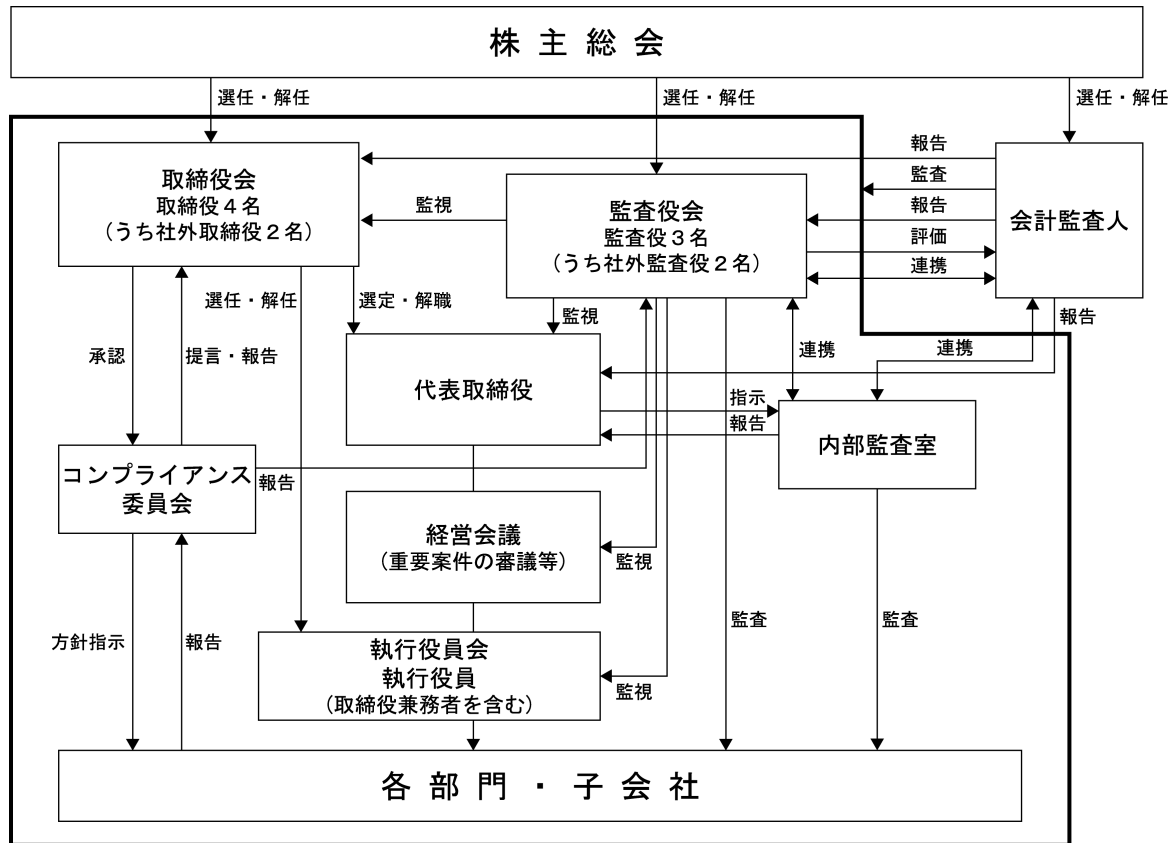 株主総会
選任・解任
選任・解任
選任・解任
取締役会
取締役４名
（うち社外取締役２名）
監視
監査役会
監査役３名
（うち社外監査役２名）
報告
監査
報告
評価
連携
会計監査人
選任・解任
選定・解職
監視
報告
承認
提言・報告
代表取締役
連携
連携
指示
報告
内部監査室
コンプライアンス
委員会
報告
経営会議
（重要案件の審議等）
監視
方針指示
報告
執行役員会
執行役員
（取締役兼務者を含む）
監視
監査
監査
各部門・子会社